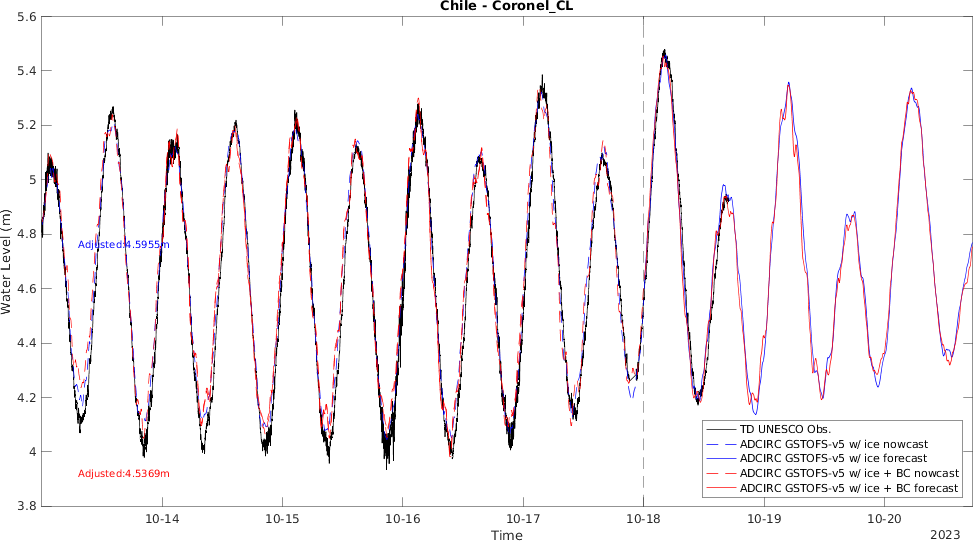 Chile - Coronel_CL
5.6
5.4
5.2
5
4.8
4.6
4.4
4.2
4
3.8
Water Level (m)
Adjusted:4.5955m
Adjusted:4.5369m
TD UNESCO Obs.
ADCIRC GSTOFS-v5 w/ ice nowcast
ADCIRC GSTOFS-v5 w/ ice forecast
ADCIRC GSTOFS-v5 w/ ice + BC nowcast
ADCIRC GSTOFS-v5 w/ ice + BC forecast
10-14 10-15 10-16 10-17 10-18 10-19 10-20
Time
2023